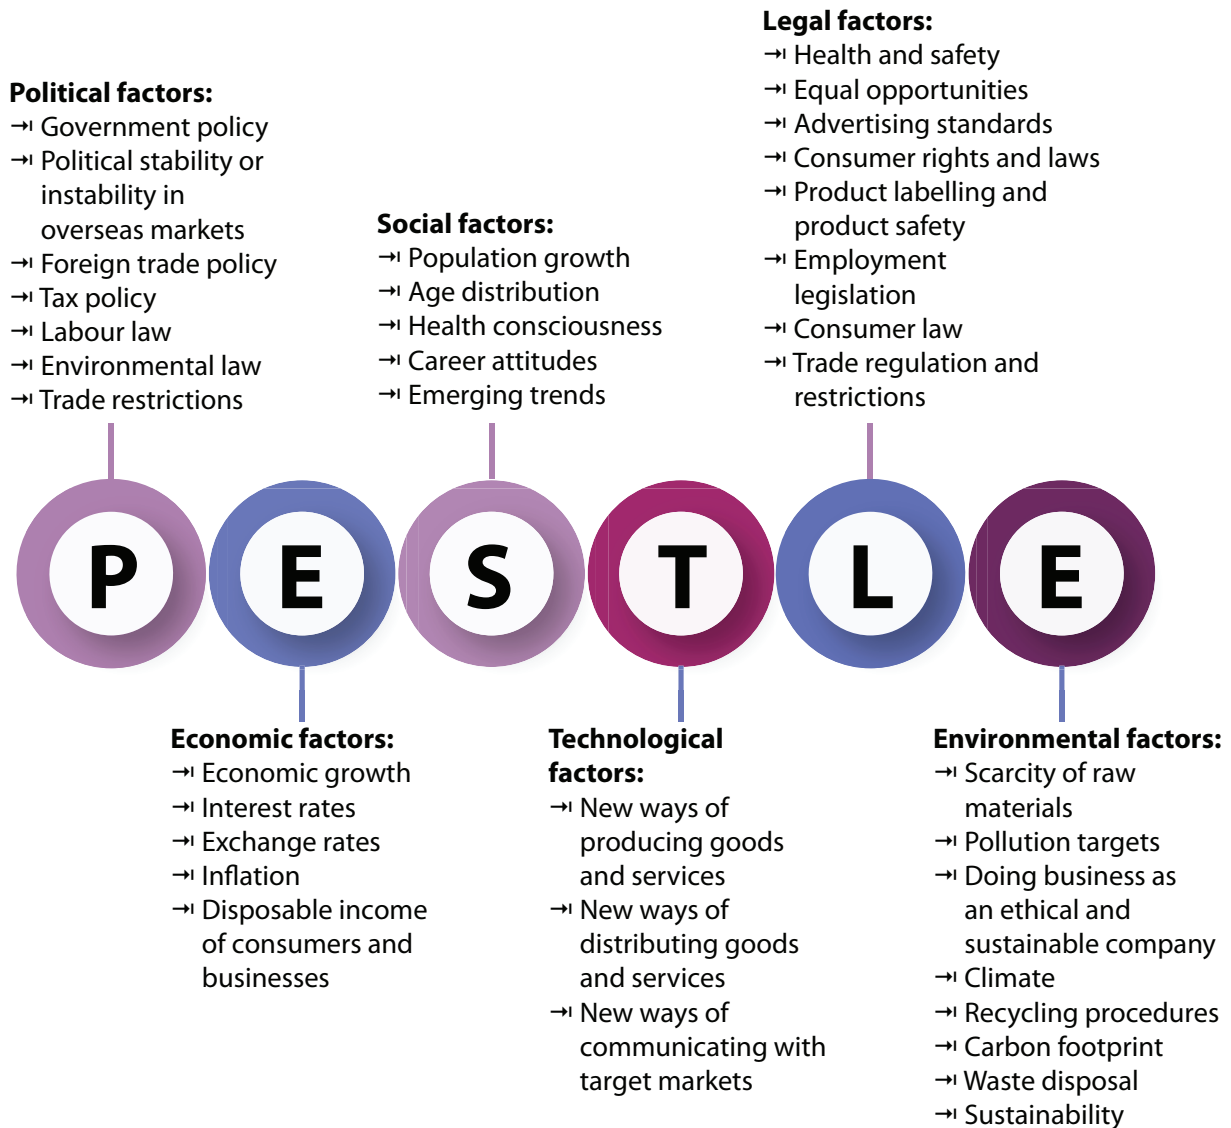 Political factors:
⇥ Government policy
⇥ Political stability or
instability in
overseas markets
⇥ Foreign trade policy
⇥ Tax policy
⇥ Labour law
⇥ Environmental law
⇥ Trade restrictions
Social factors:
⇥ Population growth
⇥ Age distribution
⇥ Health consciousness
⇥ Career attitudes
⇥ Emerging trends
Legal factors:
⇥ Health and safety
⇥ Equal opportunities
⇥ Advertising standards
⇥ Consumer rights and laws
⇥ Product labelling and
product safety
⇥ Employment
legislation
⇥ Consumer law
⇥ Trade regulation and
restrictions
P E S T L E
Economic factors:
⇥ Economic growth
⇥ Interest rates
⇥ Exchange rates
⇥ Inflation
⇥ Disposable income
of consumers and
businesses
Technological
factors:
⇥ New ways of
producing goods
and services
⇥ New ways of
distributing goods
and services
⇥ New ways of
communicating with
target markets
Environmental factors:
⇥ Scarcity of raw
materials
⇥ Pollution targets
⇥ Doing business as
an ethical and
sustainable company
⇥ Climate
⇥ Recycling procedures
⇥ Carbon footprint
⇥ Waste disposal
⇥ Sustainability